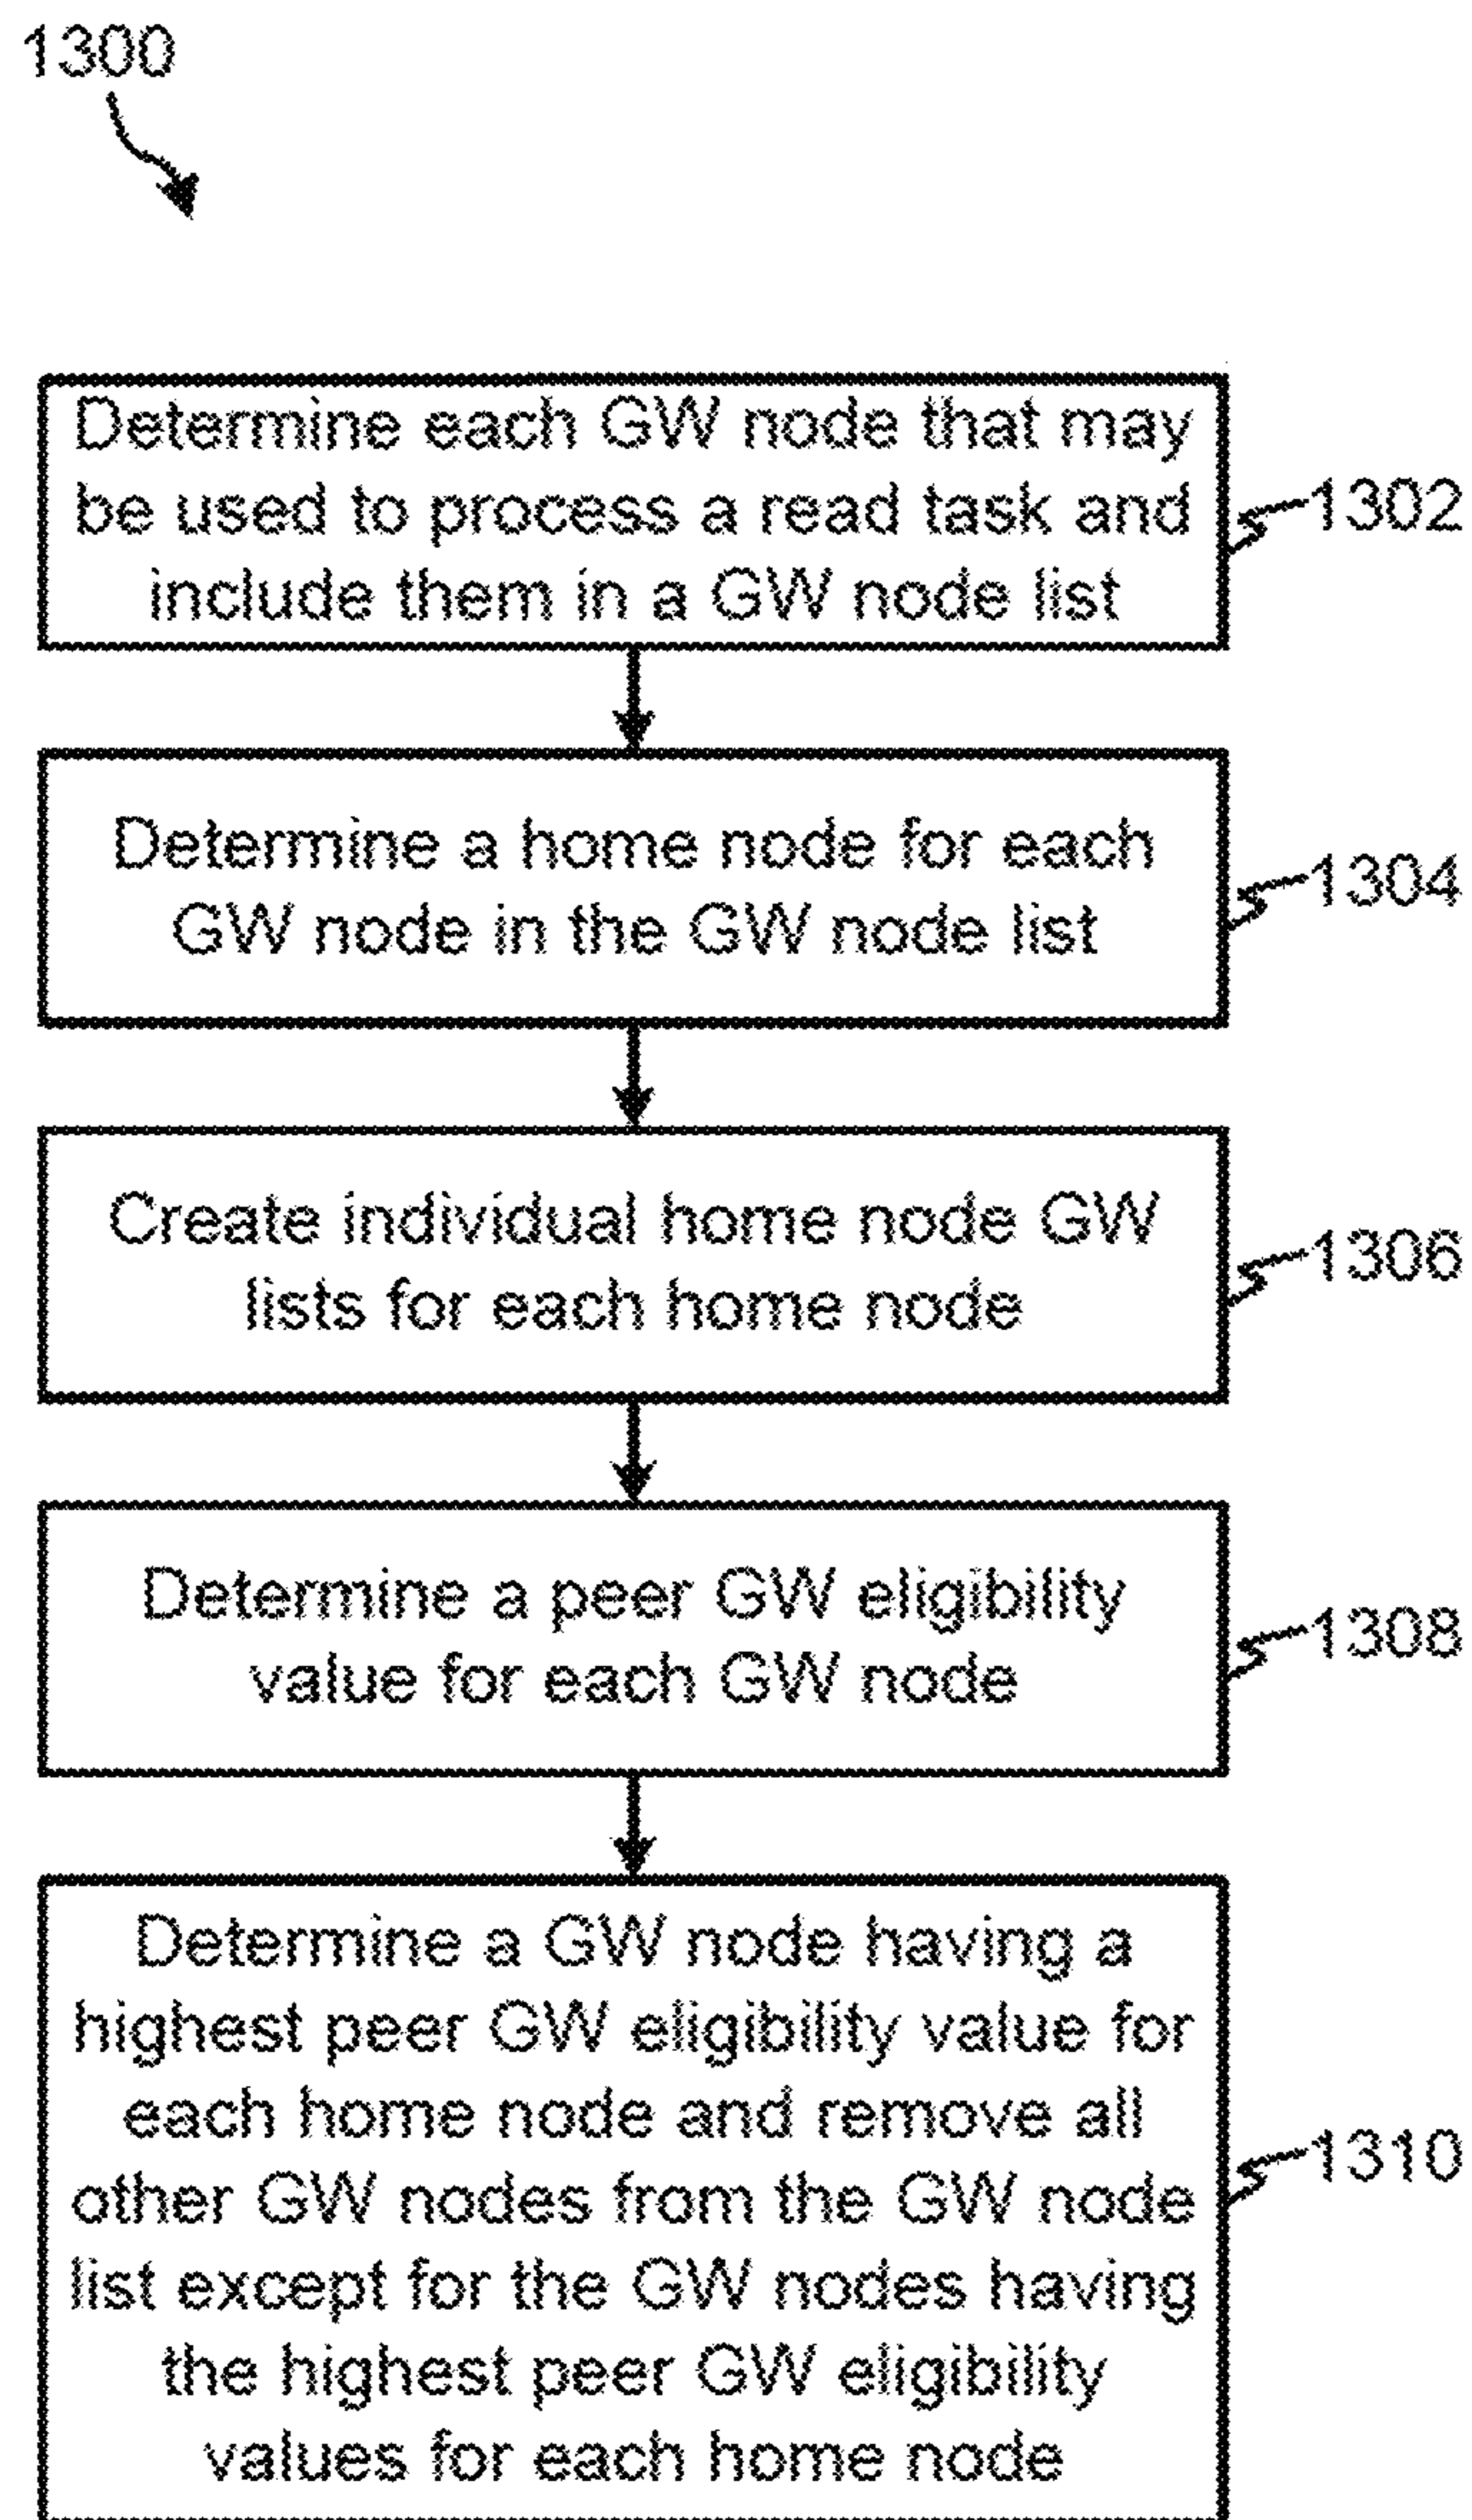 1300
Determine each GW node that may
be used to process a read task and
include them in a GW node list
1302
Determine a home node for each
GW node in the GW node list
1304
Create individual home node GW
lists for each home node
1306
Determine a peer GW eligibility
value for each GW node
1308
Determine a GW node having a
highest peer GW eligibility value for
each home node and remove all
other GW nodes from the GW node
list except for the GW nodes having
the highest peer GW eligibility
values for each home node
1310